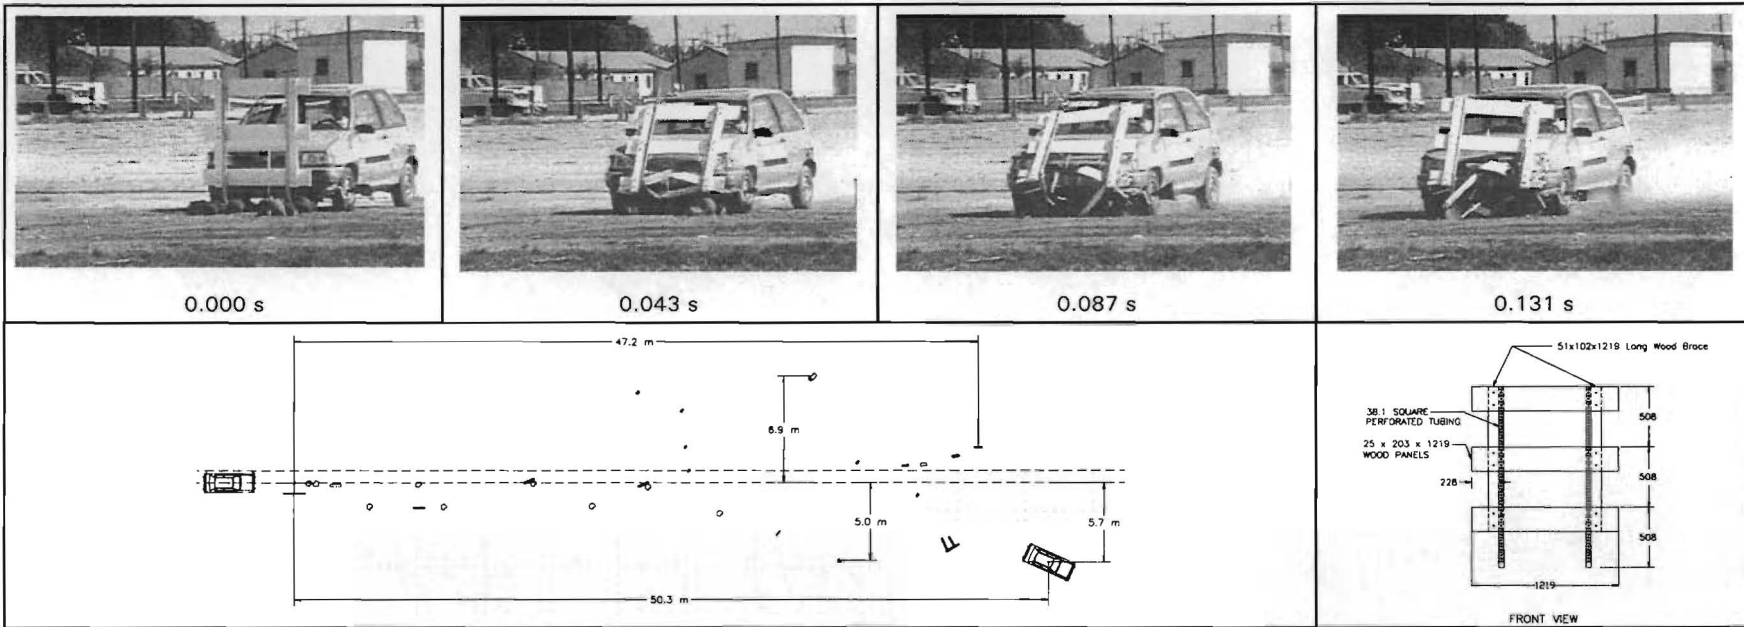 0.000 s
0.043 s
0.087 s
0.131 s
47.2 m
6.9 m
5.0 m
5.7 m
50.3 m
51x102x1219 Long Wood Brace
38.1 SQUARE
PERFORATED TUBING
25 x 203 x 1219
WOOD PANELS
228
508
508
508
1219
FRONT VIEW